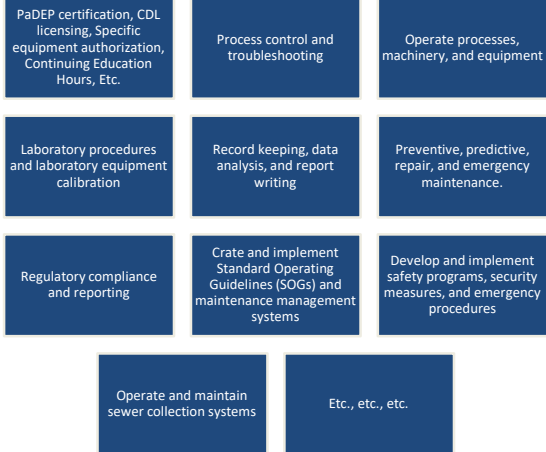 PaDEP certification, CDL
licensing, Specific
equipment authorization,
Continuing Education
Hours, Etc.
Process control and
troubleshooting
Operate processes,
machinery, and equipment
Laboratory procedures
and laboratory equipment
calibration
Record keeping, data
analysis, and report
writing
Preventive, predictive,
repair, and emergency
maintenance.
Regulatory compliance
and reporting
Crate and implement
Standard Operating
Guidelines (SOGs) and
maintenance management
systems
Develop and implement
safety programs, security
measures, and emergency
procedures
Operate and maintain
sewer collection systems
Etc., etc., etc.